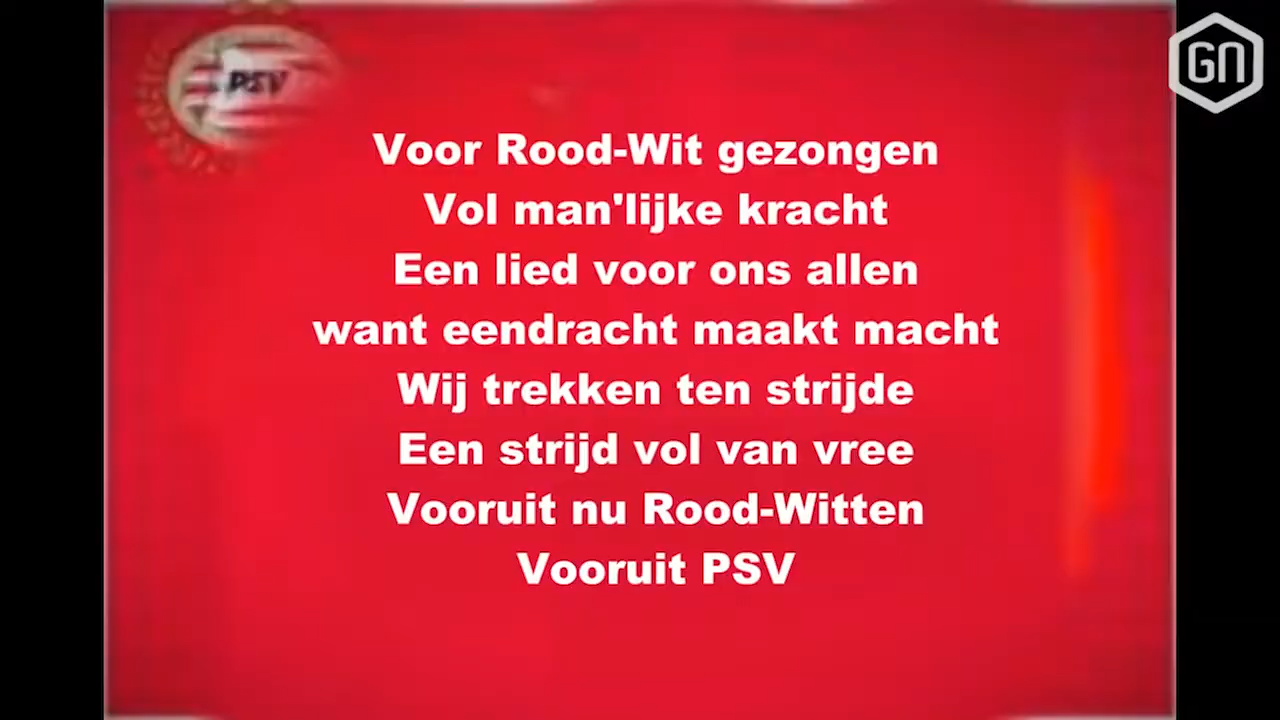 PSV
GN
Voor Rood-Wit gezongen
Vol man'lijke kracht
Een lied voor ons allen
want eendracht maakt macht
Wij trekken ten strijde
Een strijd vol van vree
Vooruit nu Rood-Witten
Vooruit PSV